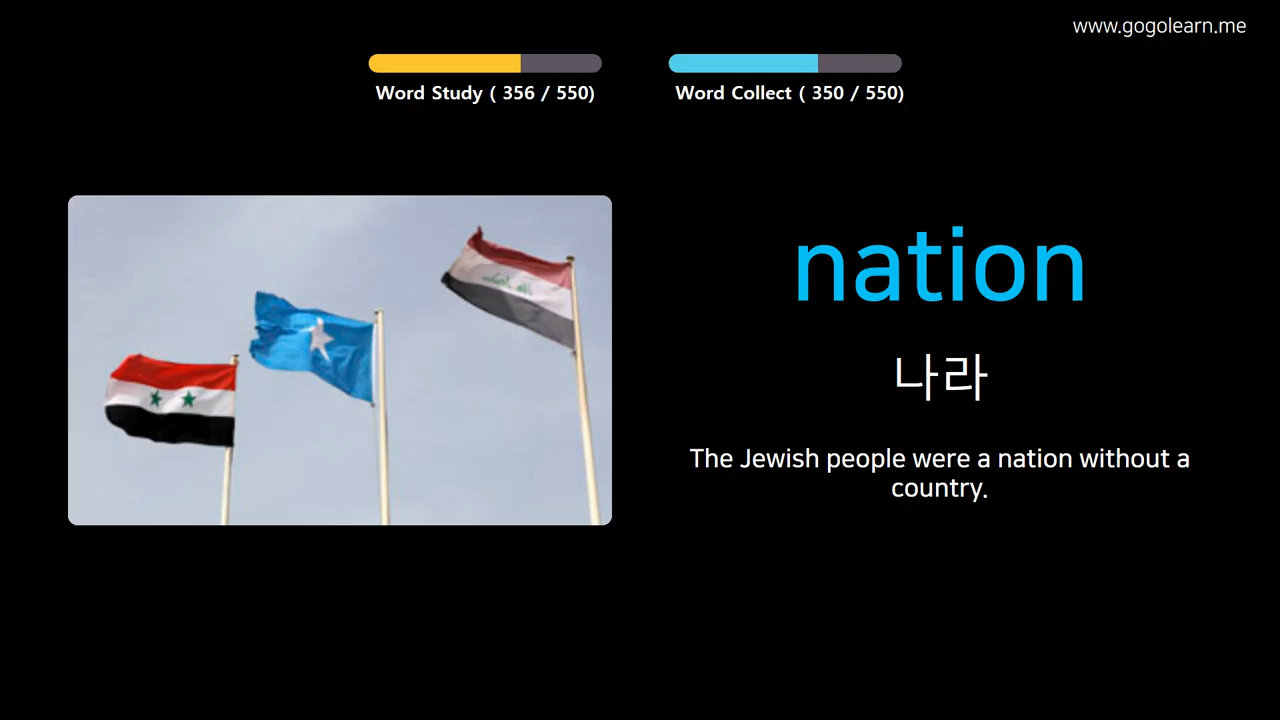 www.gogolearn.me
Word Study ( 356 / 550)
Word Collect ( 350 / 550)
nation
나라
The Jewish people were a nation without a
country.